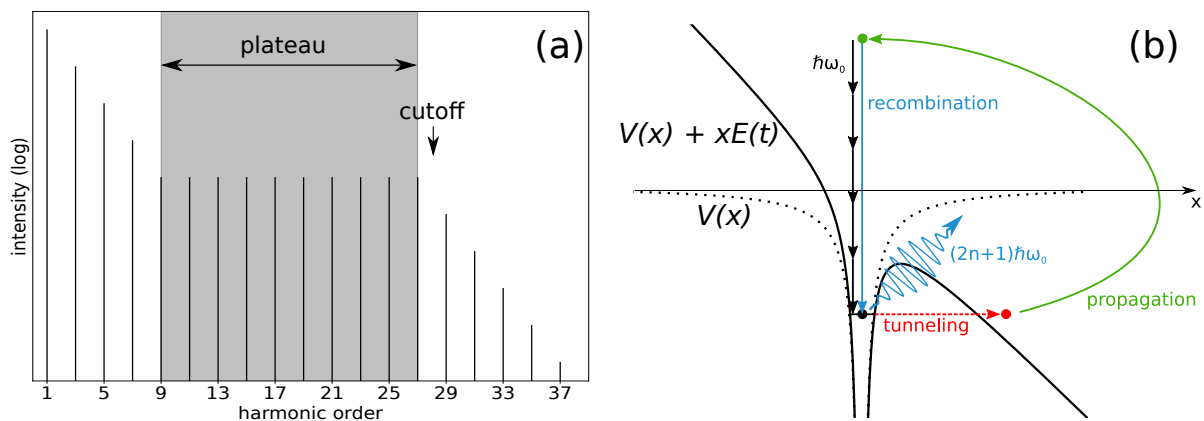 (a)
plateau
cutoff
intensity (log)
1 5 9 13 17 21 25 29 33 37
harmonic order
(b)
ħω₀
recombination
V(x) + xE(t)
x
V(x)
(2n+1)ħω₀
propagation
tunneling